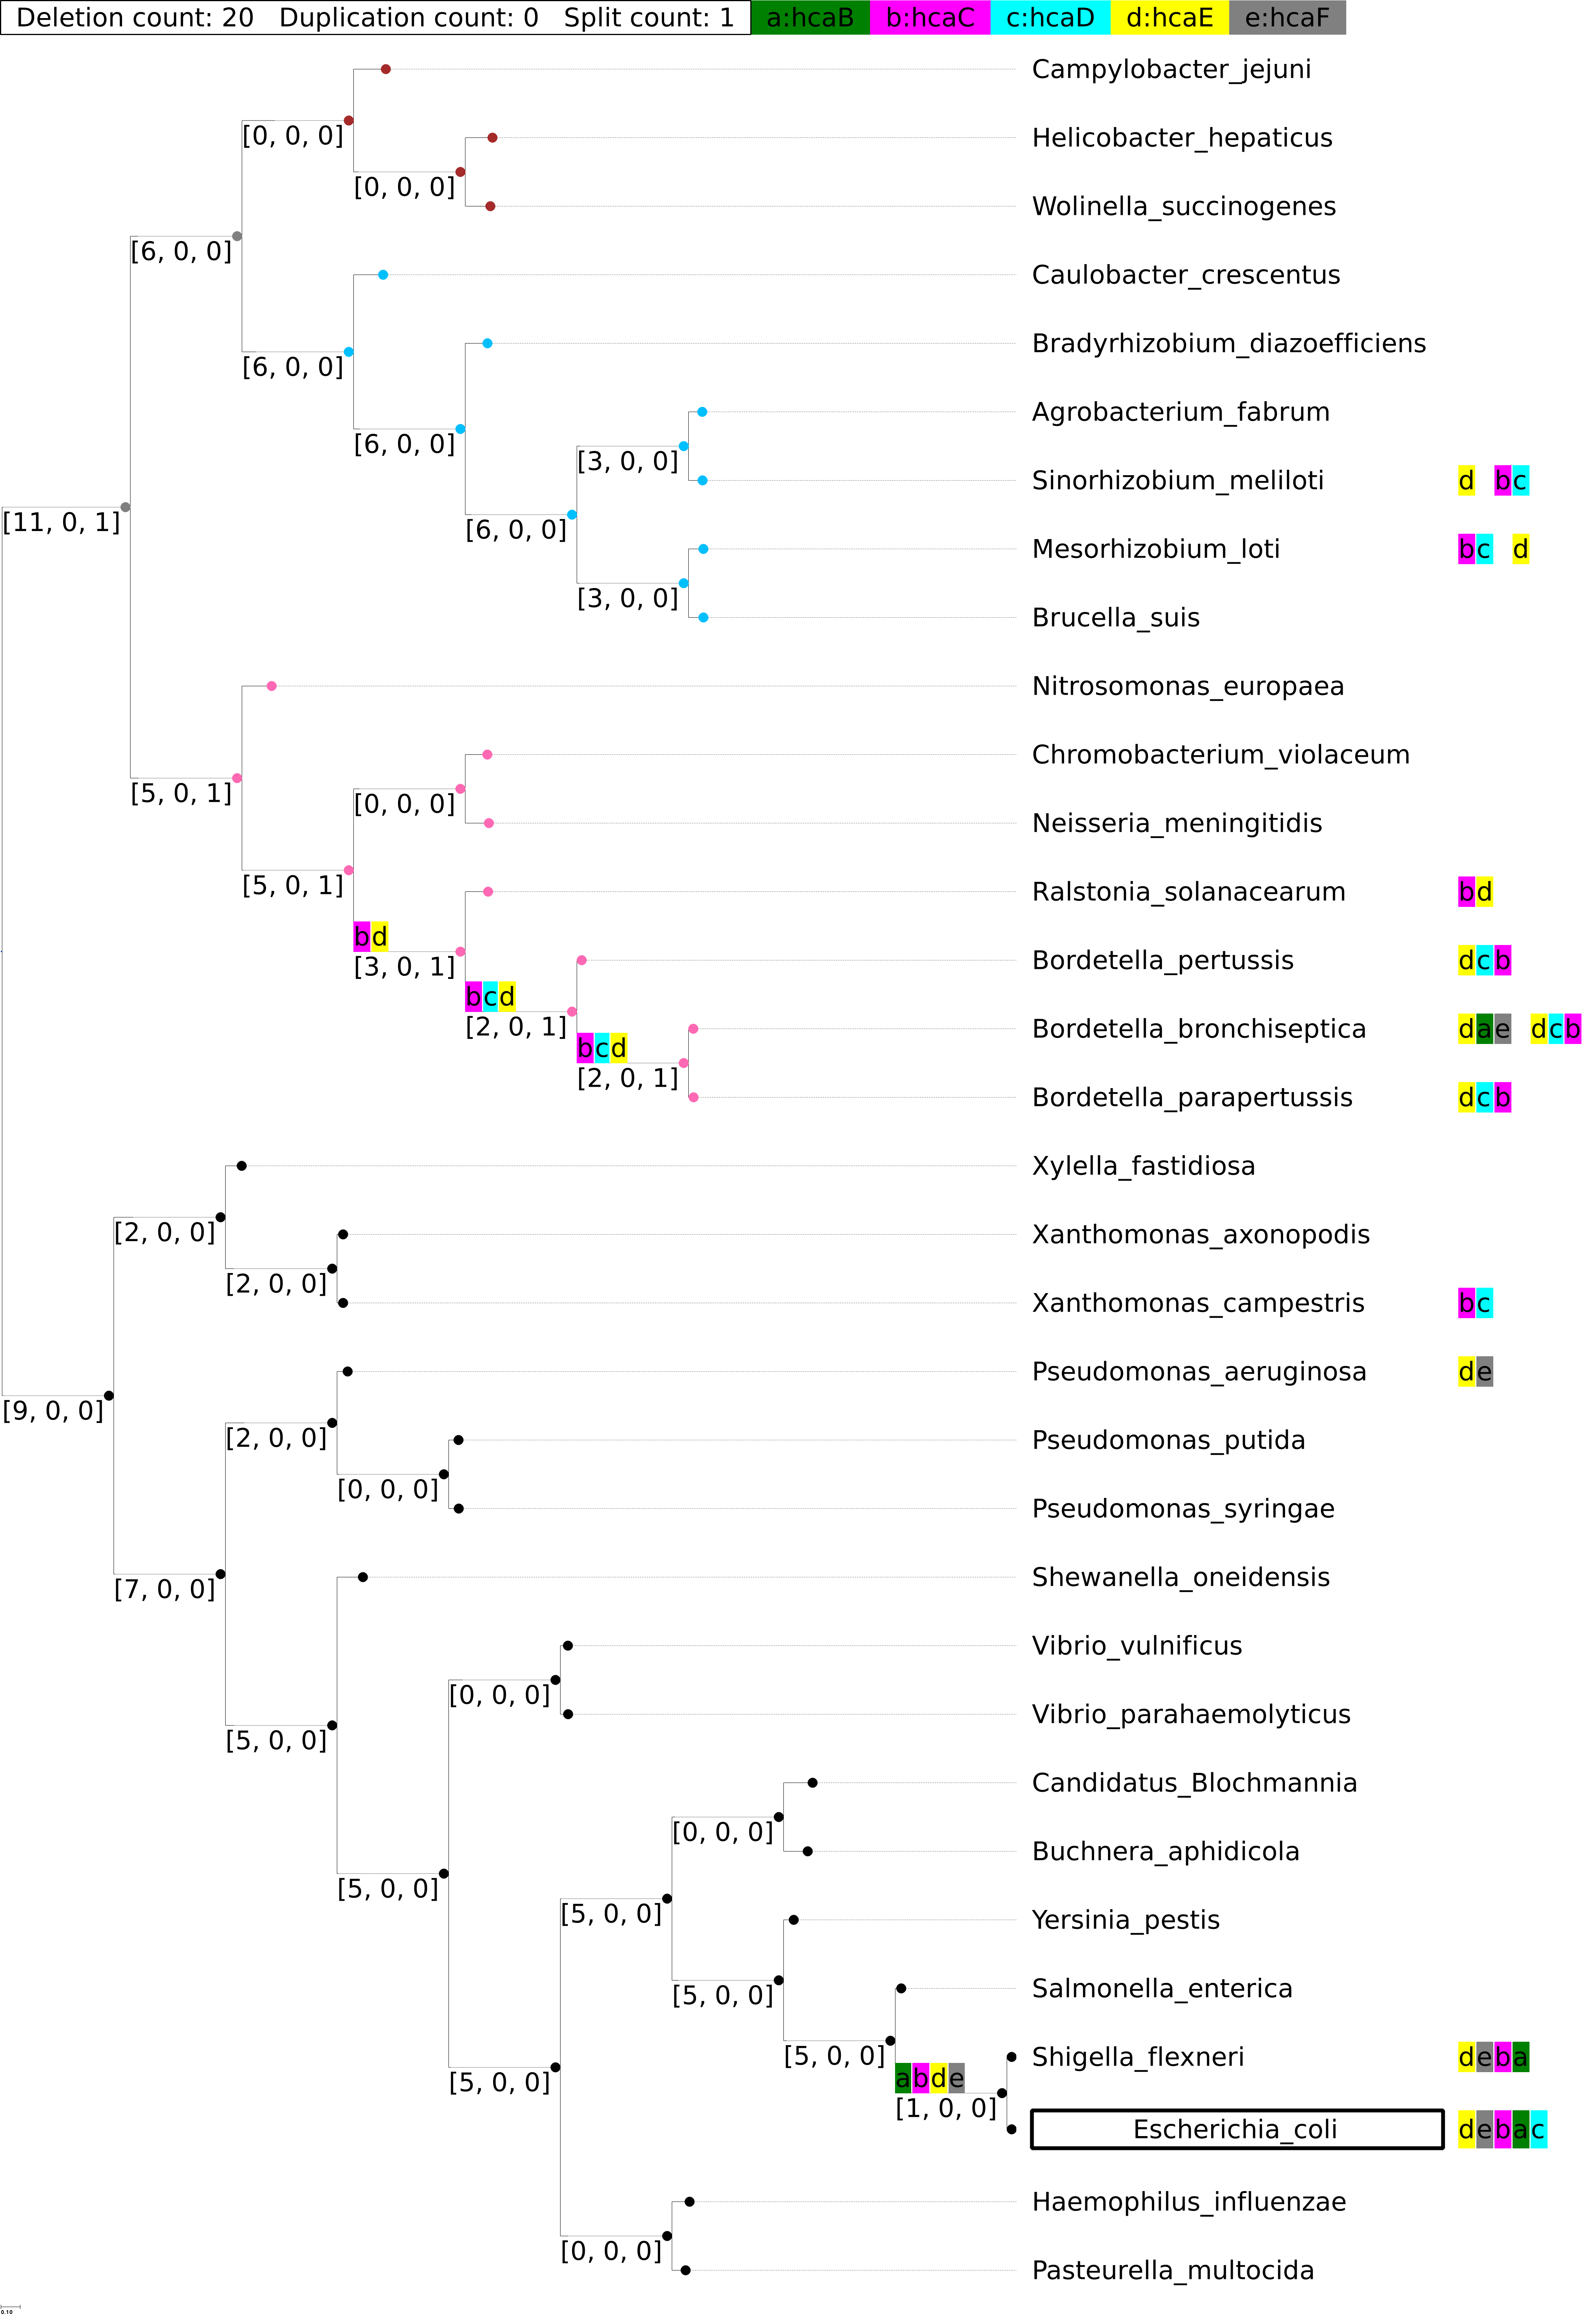 Deletion count: 20 Duplication count: 0 Split count: 1 a:hcaB b:hcaC c:hcaD d:hcaE e:hcaF
Campylobacter_jejuni
[0, 0, 0]
Helicobacter_hepaticus
[0, 0, 0]
Wolinella_succinogenes
[6, 0, 0]
Caulobacter_crescentus
Bradyrhizobium_diazoefficiens
[6, 0, 0]
Agrobacterium_fabrum
[6, 0, 0]
[3, 0, 0]
Sinorhizobium_meliloti d bc
[11, 0, 1]
[6, 0, 0]
Mesorhizobium_loti bc d
[3, 0, 0]
Brucella_suis
Nitrosomonas_europaea
Chromobacterium_violaceum
[5, 0, 1]
[0, 0, 0]
Neisseria_meningitidis
[5, 0, 1]
Ralstonia_solanacearum bd
bd
[3, 0, 1]
Bordetella_pertussis dcb
bcd
[2, 0, 1]
Bordetella_bronchiseptica dae dcb
bcd
[2, 0, 1]
Bordetella_parapertussis dcb
Xylella_fastidiosa
[2, 0, 0]
Xanthomonas_axonopodis
[2, 0, 0]
Xanthomonas_campestris bc
Pseudomonas_aeruginosa de
[9, 0, 0]
[2, 0, 0]
Pseudomonas_putida
[0, 0, 0]
Pseudomonas_syringae
Shewanella_oneidensis
[7, 0, 0]
Vibrio_vulnificus
[0, 0, 0]
Vibrio_parahaemolyticus
[5, 0, 0]
Candidatus_Blochmannia
[0, 0, 0]
Buchnera_aphidicola
[5, 0, 0]
[5, 0, 0]
Yersinia_pestis
Salmonella_enterica
[5, 0, 0]
[5, 0, 0]
Shigella_flexneri deba
[5, 0, 0]
abde
[1, 0, 0]
Escherichia_coli debac
Haemophilus_influenzae
[0, 0, 0]
Pasteurella_multocida
0.10